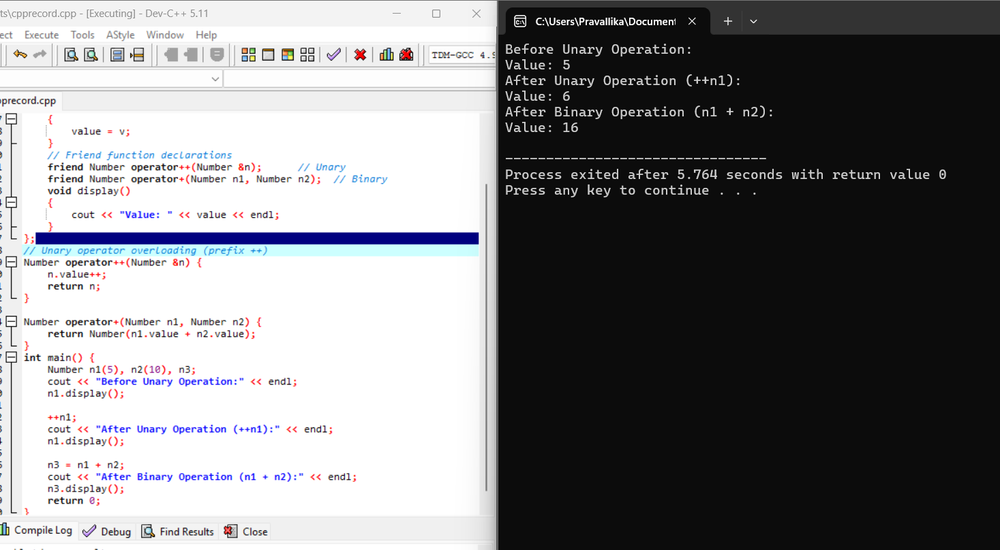 ts\cpprecord.cpp - [Executing] - Dev-C++ 5.11
ect Execute Tools AStyle Window Help
TDM-GCC 4.9
pprecord.cpp
{
value = v;
}
// Friend function declarations
friend Number operator++(Number &n); // Unary
friend Number operator+(Number n1, Number n2); // Binary
void display()
{
cout << "Value: " << value << endl;
}
};
// Unary operator overloading (prefix ++)
Number operator++(Number &n) {
n.value++;
return n;
}
Number operator+(Number n1, Number n2) {
return Number(n1.value + n2.value);
}
int main() {
Number n1(5), n2(10), n3;
cout << "Before Unary Operation:" << endl;
n1.display();
++n1;
cout << "After Unary Operation (++n1):" << endl;
n1.display();
n3 = n1 + n2;
cout << "After Binary Operation (n1 + n2):" << endl;
n3.display();
return 0;
}
Compile Log Debug Find Results Close
C:\Users\Pravallika\Document
Before Unary Operation:
Value: 5
After Unary Operation (++n1):
Value: 6
After Binary Operation (n1 + n2):
Value: 16
--------------------------------
Process exited after 5.764 seconds with return value 0
Press any key to continue . . .